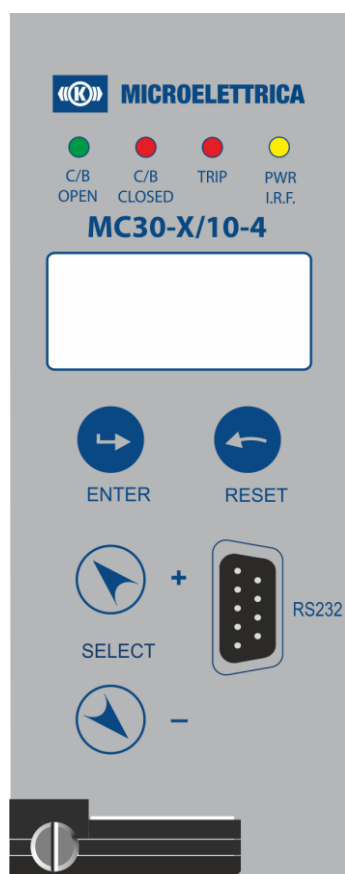 (((K))) MICROELETTRICA
C/B OPEN
C/B CLOSED
TRIP
PWR I.R.F.
MC30-X/10-4
ENTER RESET
+
RS232
SELECT
–